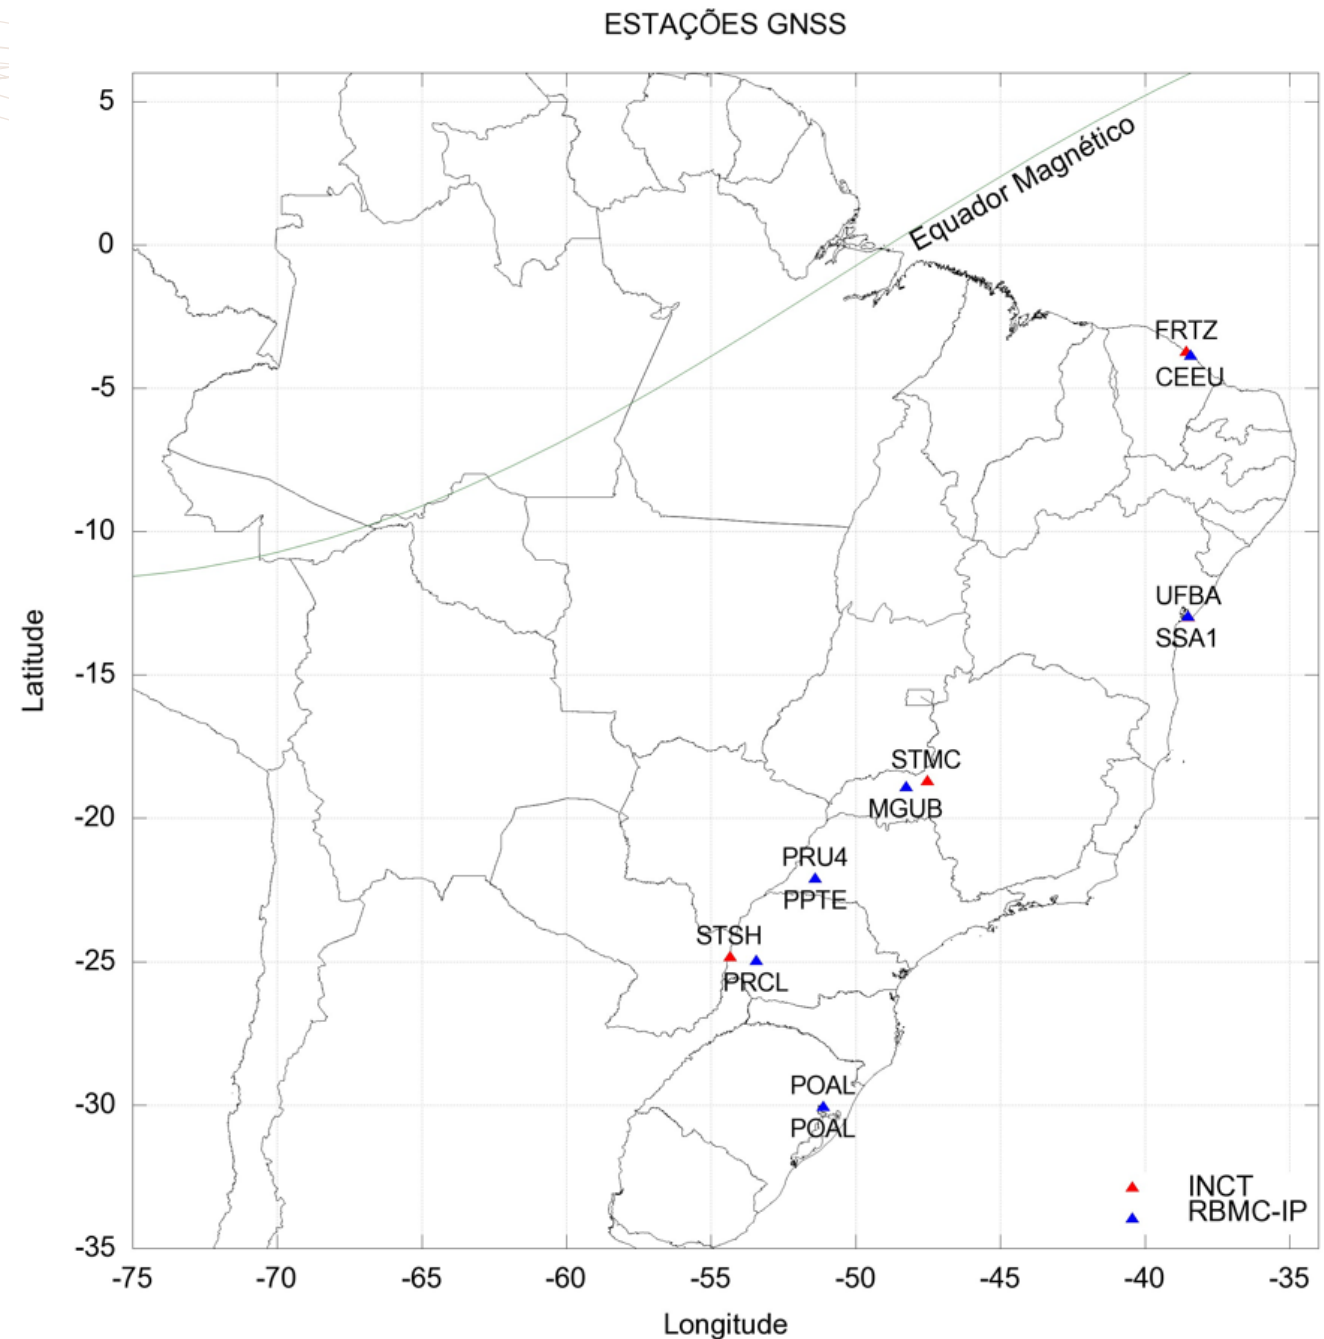 ESTAÇÕES GNSS
5
0
-5
-10
-15
-20
-25
-30
-35
Latitude
Equador Magnético
FRTZ
CEEU
UFBA
SSA1
STMC
MGUB
PRU4
PPTE
STSH
PRCL
POAL
POAL
INCT
RBMC-IP
-75 -70 -65 -60 -55 -50 -45 -40 -35
Longitude